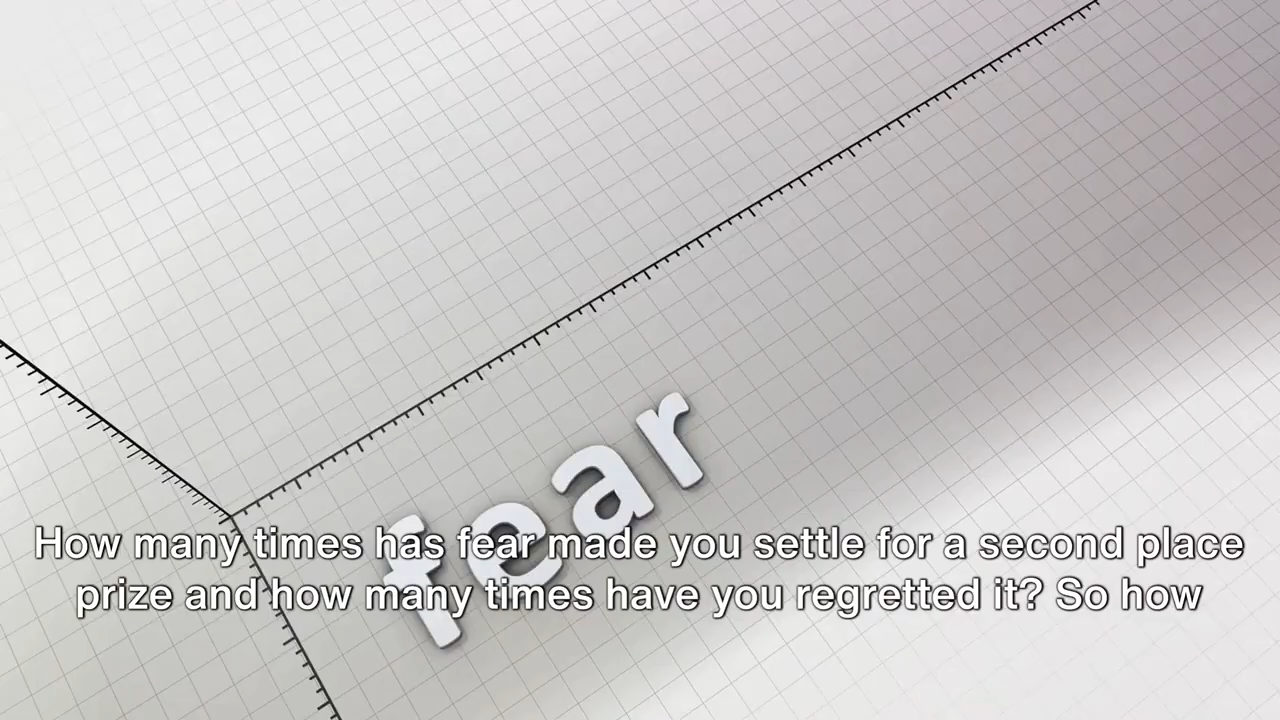 fear
How many times has fear made you settle for a second place
prize and how many times have you regretted it? So how